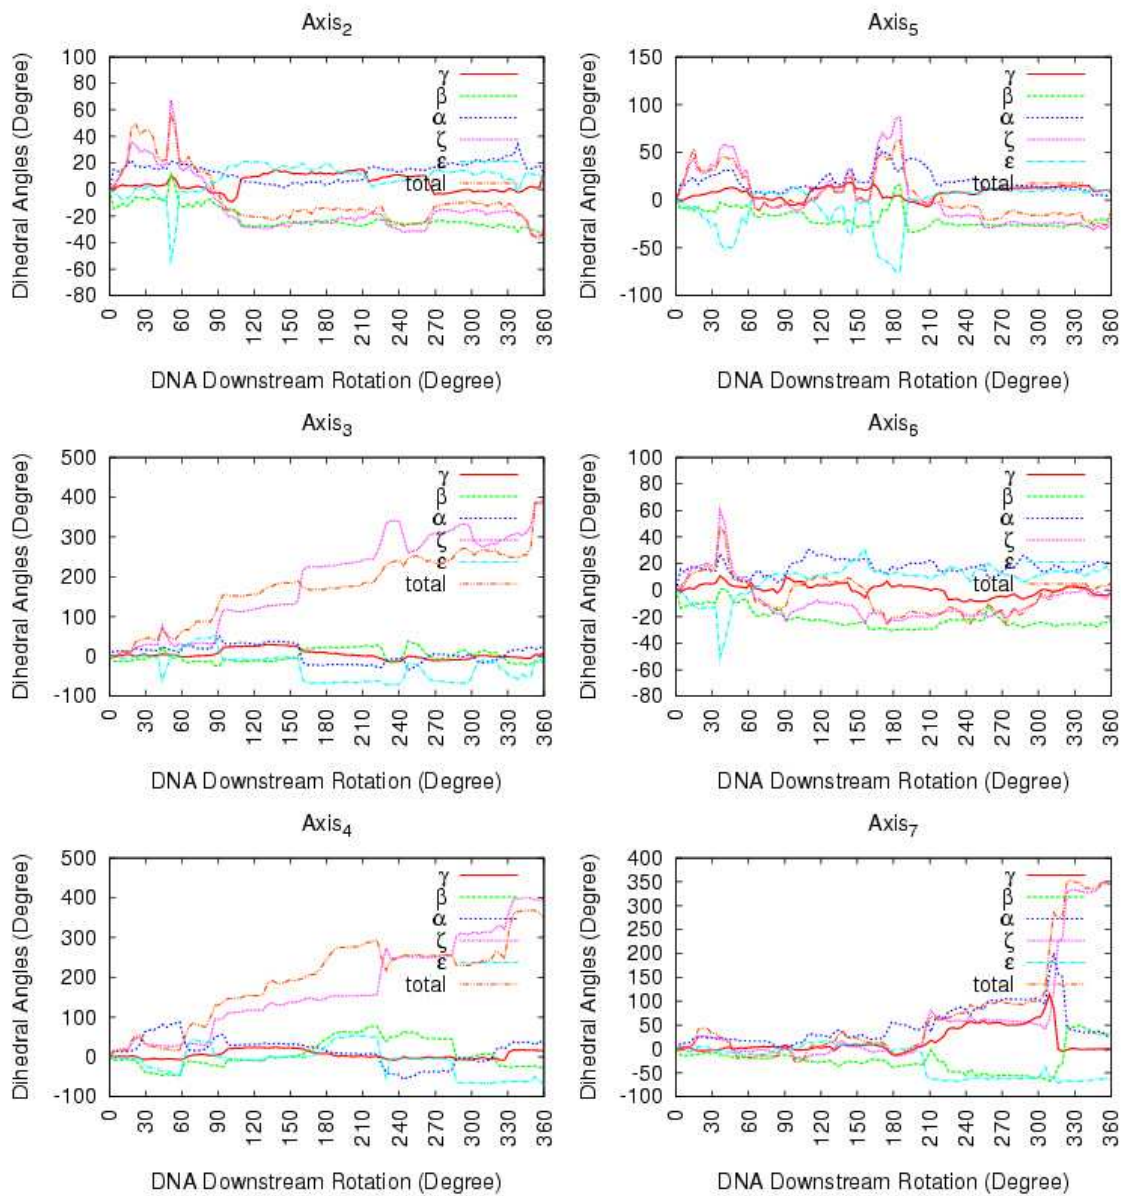 Axis2
Dihedral Angles (Degree)
100
80
60
40
20
0
-20
-40
-60
-80
γ
β
α
ζ
ε
total
0 30 60 90 120 150 180 210 240 270 300 330 360
DNA Downstream Rotation (Degree)
Axis5
Dihedral Angles (Degree)
150
100
50
0
-50
-100
γ
β
α
ζ
ε
total
0 30 60 90 120 150 180 210 240 270 300 330 360
DNA Downstream Rotation (Degree)
Axis3
Dihedral Angles (Degree)
500
400
300
200
100
0
-100
γ
β
α
ζ
ε
total
0 30 60 90 120 150 180 210 240 270 300 330 360
DNA Downstream Rotation (Degree)
Axis6
Dihedral Angles (Degree)
100
80
60
40
20
0
-20
-40
-60
-80
γ
β
α
ζ
ε
total
0 30 60 90 120 150 180 210 240 270 300 330 360
DNA Downstream Rotation (Degree)
Axis4
Dihedral Angles (Degree)
500
400
300
200
100
0
-100
γ
β
α
ζ
ε
total
0 30 60 90 120 150 180 210 240 270 300 330 360
DNA Downstream Rotation (Degree)
Axis7
Dihedral Angles (Degree)
400
350
300
250
200
150
100
50
0
-50
-100
γ
β
α
ζ
ε
total
0 30 60 90 120 150 180 210 240 270 300 330 360
DNA Downstream Rotation (Degree)